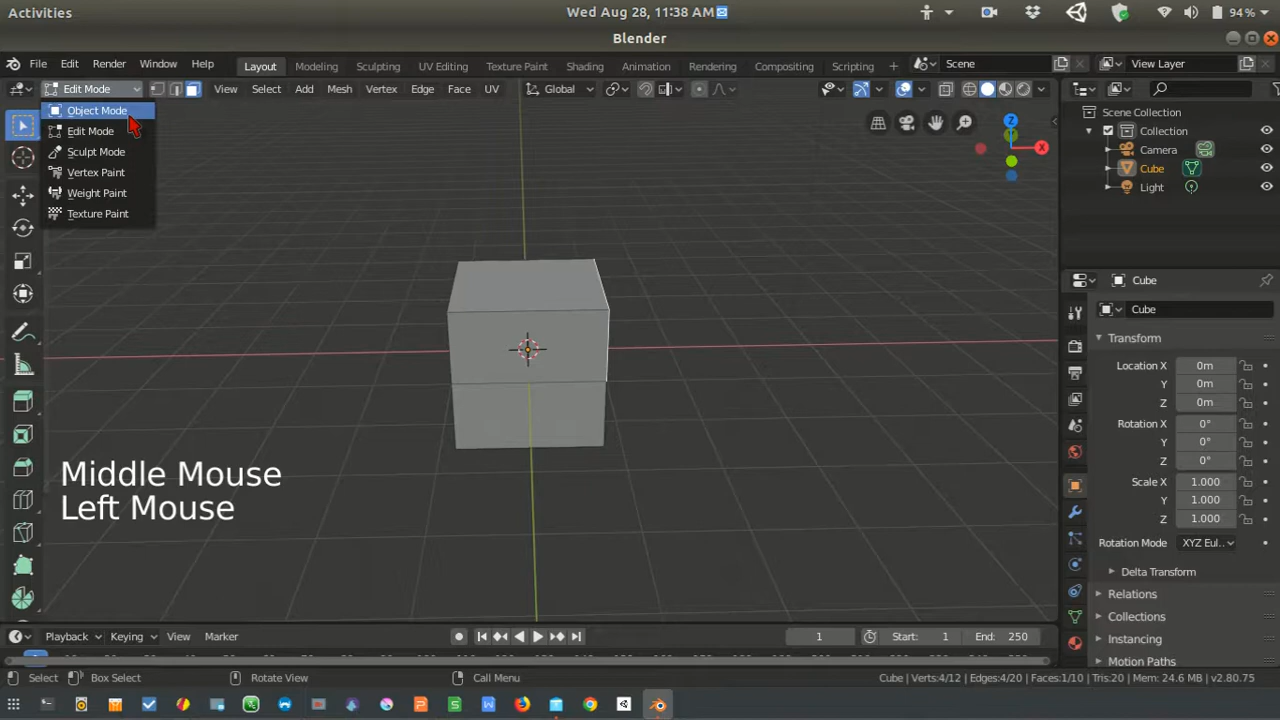 Activities
Wed Aug 28, 11:38 AM
94 %
Blender
File Edit Render Window Help
Layout Modeling Sculpting UV Editing Texture Paint Shading Animation Rendering Compositing Scripting
Scene
View Layer
Edit Mode
View Select Add Mesh Vertex Edge Face UV
Global
Object Mode
Edit Mode
Sculpt Mode
Vertex Paint
Weight Paint
Texture Paint
Z
X
Scene Collection
Collection
Camera
Cube
Light
Cube
Cube
Transform
Location X 0m
Y 0m
Z 0m
Rotation X 0°
Y 0°
Z 0°
Scale X 1.000
Y 1.000
Z 1.000
Rotation Mode XYZ Eul..
Delta Transform
Relations
Collections
Instancing
Motion Paths
Middle Mouse
Left Mouse
Playback Keying View Marker
1
Start: 1
End: 250
Select
Box Select
Rotate View
Call Menu
Cube | Verts:4/12 | Edges:4/20 | Faces:1/10 | Tris:20 | Mem: 24.6 MB | v2.80.75